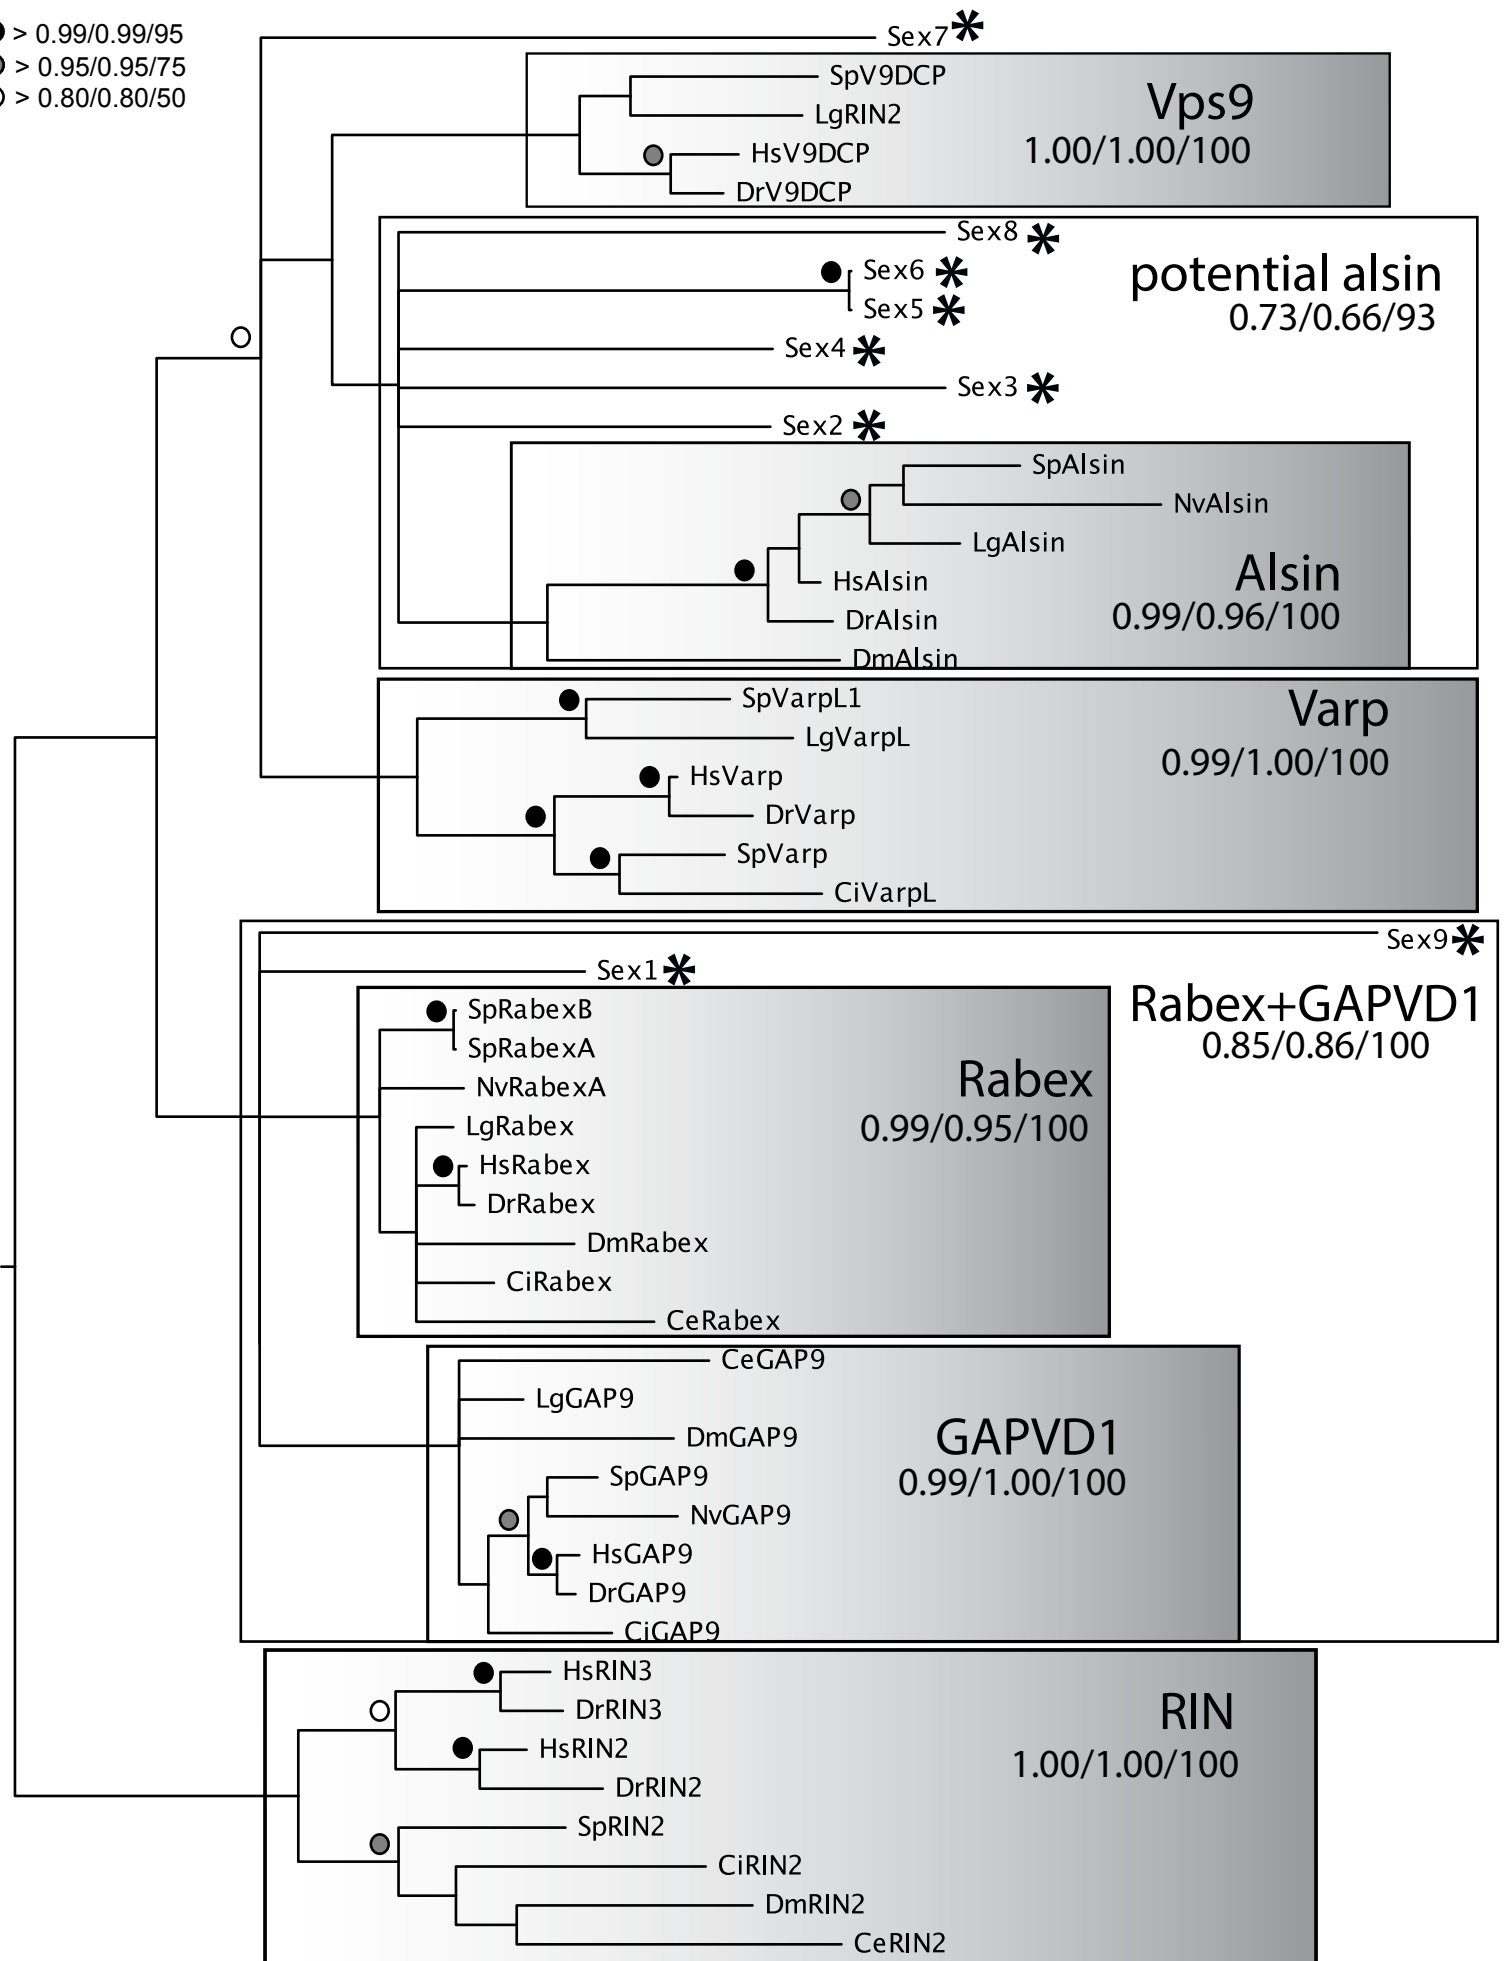 > 0.99/0.99/95
> 0.95/0.95/75
> 0.80/0.80/50
Sex7*
SpV9DCP
LgRIN2
HsV9DCP
DrV9DCP
Vps9
1.00/1.00/100
Sex8*
Sex6*
Sex5*
Sex4*
Sex3*
Sex2*
potential alsin
0.73/0.66/93
SpAlsin
NvAlsin
LgAlsin
HsAlsin
DrAlsin
DmAlsin
Alsin
0.99/0.96/100
SpVarpL1
LgVarpL
HsVarp
DrVarp
SpVarp
CiVarpL
Varp
0.99/1.00/100
Sex9*
Sex1*
Rabex+GAPVD1
0.85/0.86/100
SpRabexB
SpRabexA
NvRabexA
LgRabex
HsRabex
DrRabex
DmRabex
CiRabex
CeRabex
Rabex
0.99/0.95/100
CeGAP9
LgGAP9
DmGAP9
SpGAP9
NvGAP9
HsGAP9
DrGAP9
CiGAP9
GAPVD1
0.99/1.00/100
HsRIN3
DrRIN3
HsRIN2
DrRIN2
SpRIN2
CiRIN2
DmRIN2
CeRIN2
RIN
1.00/1.00/100